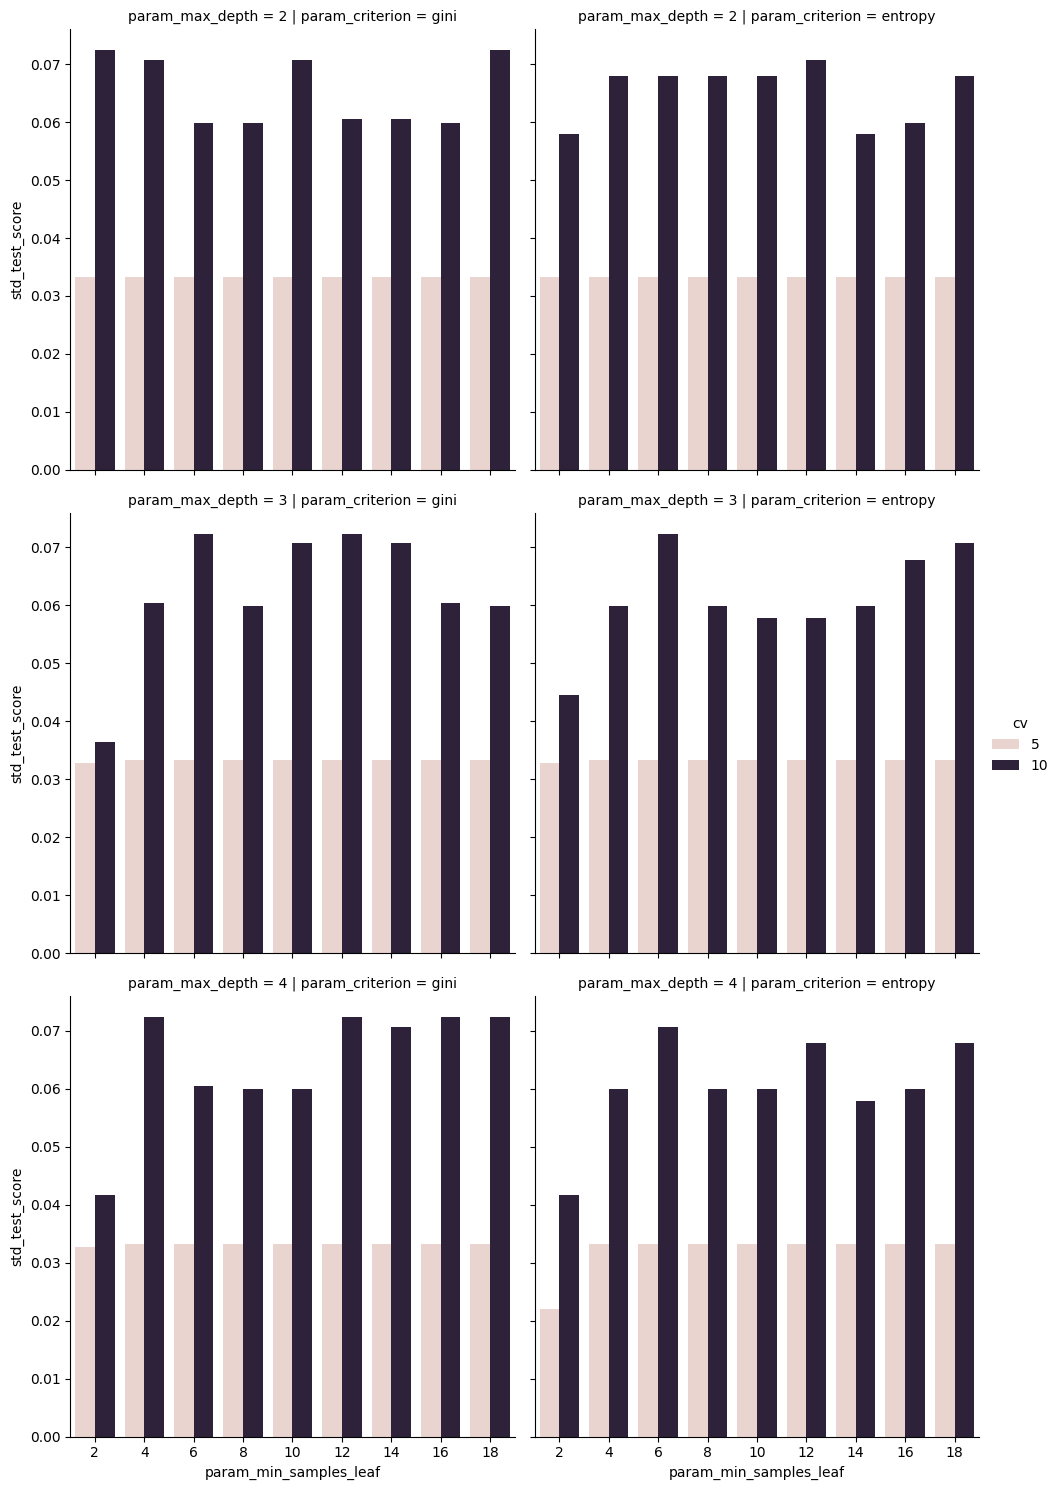 param_max_depth = 2 | param_criterion = gini
param_max_depth = 2 | param_criterion = entropy
0.07
0.06
0.05
0.04
0.03
0.02
0.01
0.00
std_test_score
param_max_depth = 3 | param_criterion = gini
param_max_depth = 3 | param_criterion = entropy
0.07
0.06
0.05
0.04
0.03
0.02
0.01
0.00
std_test_score
cv
5
10
param_max_depth = 4 | param_criterion = gini
param_max_depth = 4 | param_criterion = entropy
0.07
0.06
0.05
0.04
0.03
0.02
0.01
0.00
std_test_score
2 4 6 8 10 12 14 16 18
2 4 6 8 10 12 14 16 18
param_min_samples_leaf
param_min_samples_leaf